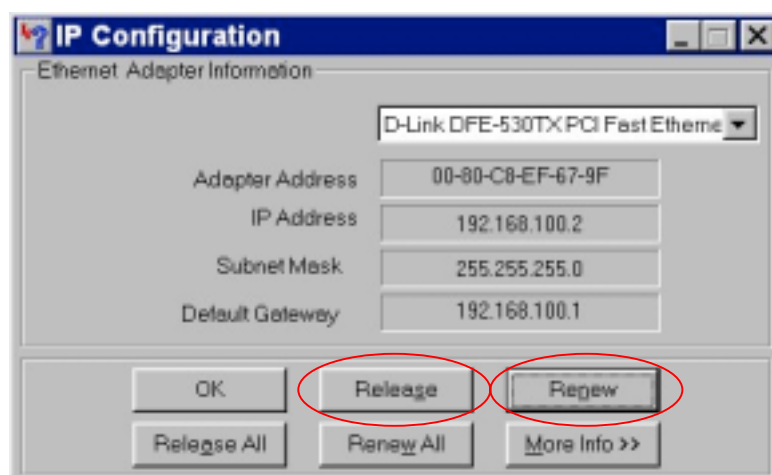 IP Configuration
Ethernet Adapter Information
D-Link DFE-530TX PCI Fast Etherne
Adapter Address 00-80-C8-EF-67-9F
IP Address 192.168.100.2
Subnet Mask 255.255.255.0
Default Gateway 192.168.100.1
OK Release Renew
Release All Renew All More Info >>